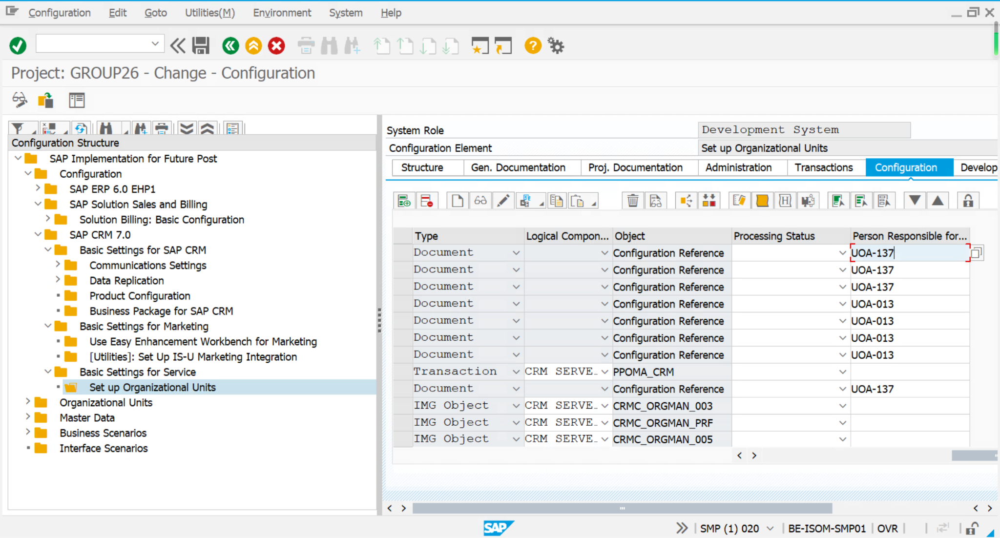 Configuration Edit Goto Utilities(M) Environment System Help
Project: GROUP26 - Change - Configuration
Configuration Structure
SAP Implementation for Future Post
Configuration
SAP ERP 6.0 EHP1
SAP Solution Sales and Billing
Solution Billing: Basic Configuration
SAP CRM 7.0
Basic Settings for SAP CRM
Communications Settings
Data Replication
Product Configuration
Business Package for SAP CRM
Basic Settings for Marketing
Use Easy Enhancement Workbench for Marketing
[Utilities]: Set Up IS-U Marketing Integration
Basic Settings for Service
Set up Organizational Units
Organizational Units
Master Data
Business Scenarios
Interface Scenarios
System Role Development System
Configuration Element Set up Organizational Units
Structure Gen. Documentation Proj. Documentation Administration Transactions Configuration Develop
Type Logical Compon... Object Processing Status Person Responsible for...
Document Configuration Reference UOA-137
Document Configuration Reference UOA-137
Document Configuration Reference UOA-137
Document Configuration Reference UOA-013
Document Configuration Reference UOA-013
Document Configuration Reference UOA-013
Document Configuration Reference UOA-013
Transaction CRM SERVE… PPOMA_CRM
Document Configuration Reference UOA-137
IMG Object CRM SERVE… CRMC_ORGMAN_003
IMG Object CRM SERVE… CRMC_ORGMAN_PRF
IMG Object CRM SERVE… CRMC_ORGMAN_005
SAP SMP (1) 020 BE-ISOM-SMP01 OVR